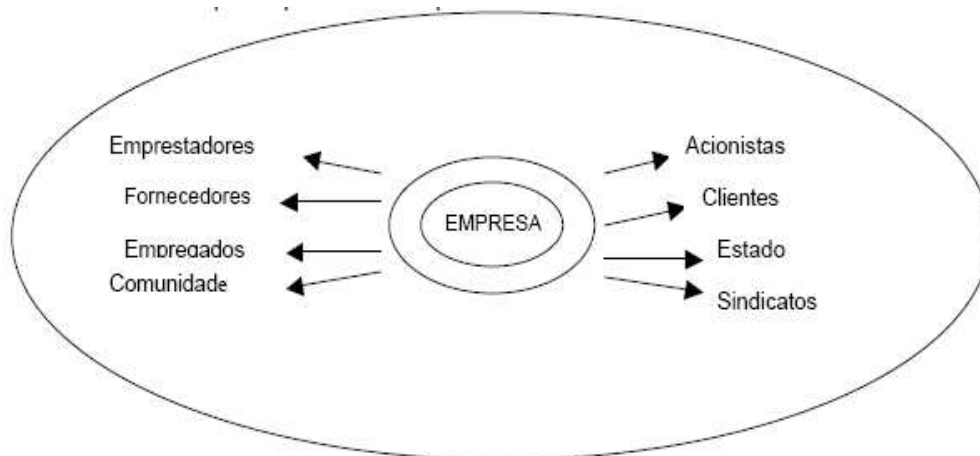 Emprestadores
Acionistas
Fornecedores
Clientes
EMPRESA
Empregados
Estado
Comunidade
Sindicatos